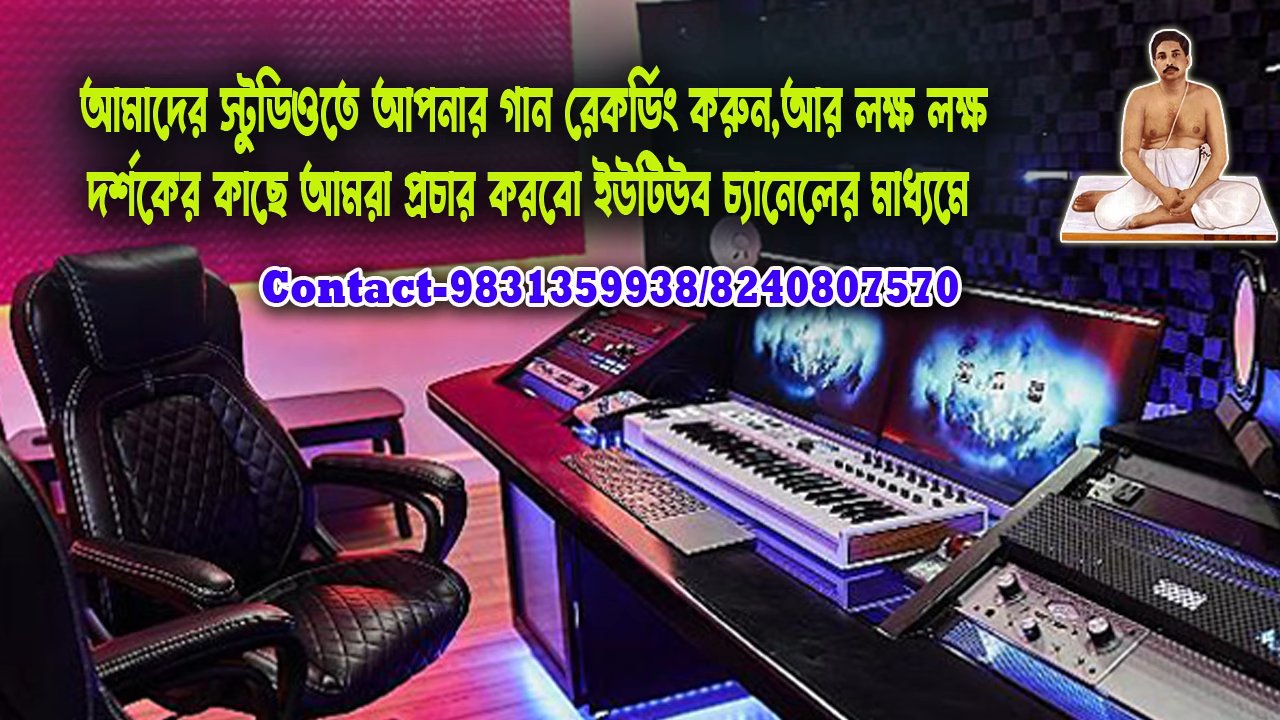 আমাদের স্টুডিওতে আপনার গান রেকর্ডিং করুন,আর লক্ষ লক্ষ
দর্শকের কাছে আমরা প্রচার করবো ইউটিউব চ্যানেলের মাধ্যমে
Contact-9831359938/8240807570